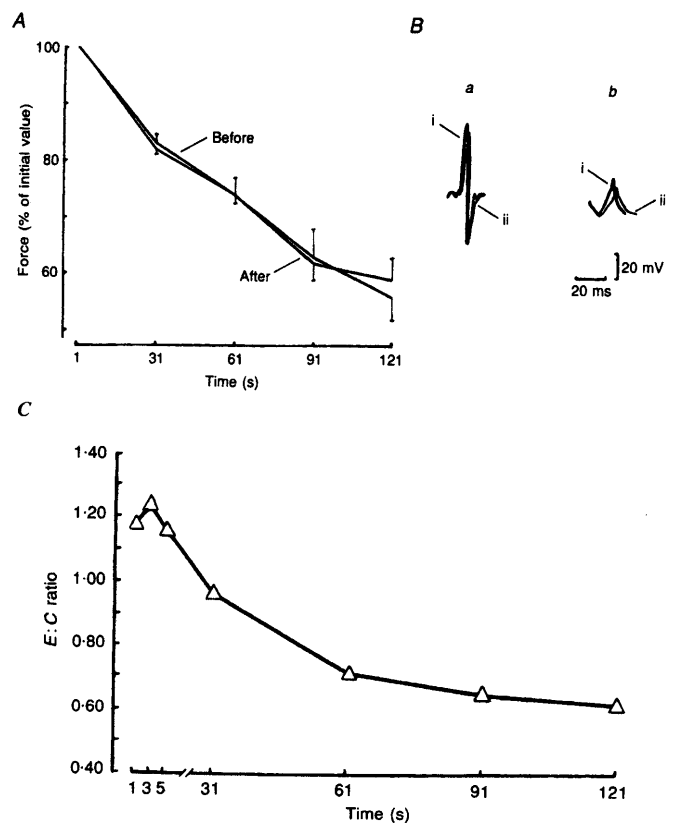 A
Force (% of initial value)
100
80
60
Before
After
1 31 61 91 121
Time (s)
B
a
b
i
ii
i
ii
20 mV
20 ms
C
E:C ratio
1·40
1·20
1·00
0·80
0·60
0·40
1 3 5 31 61 91 121
Time (s)